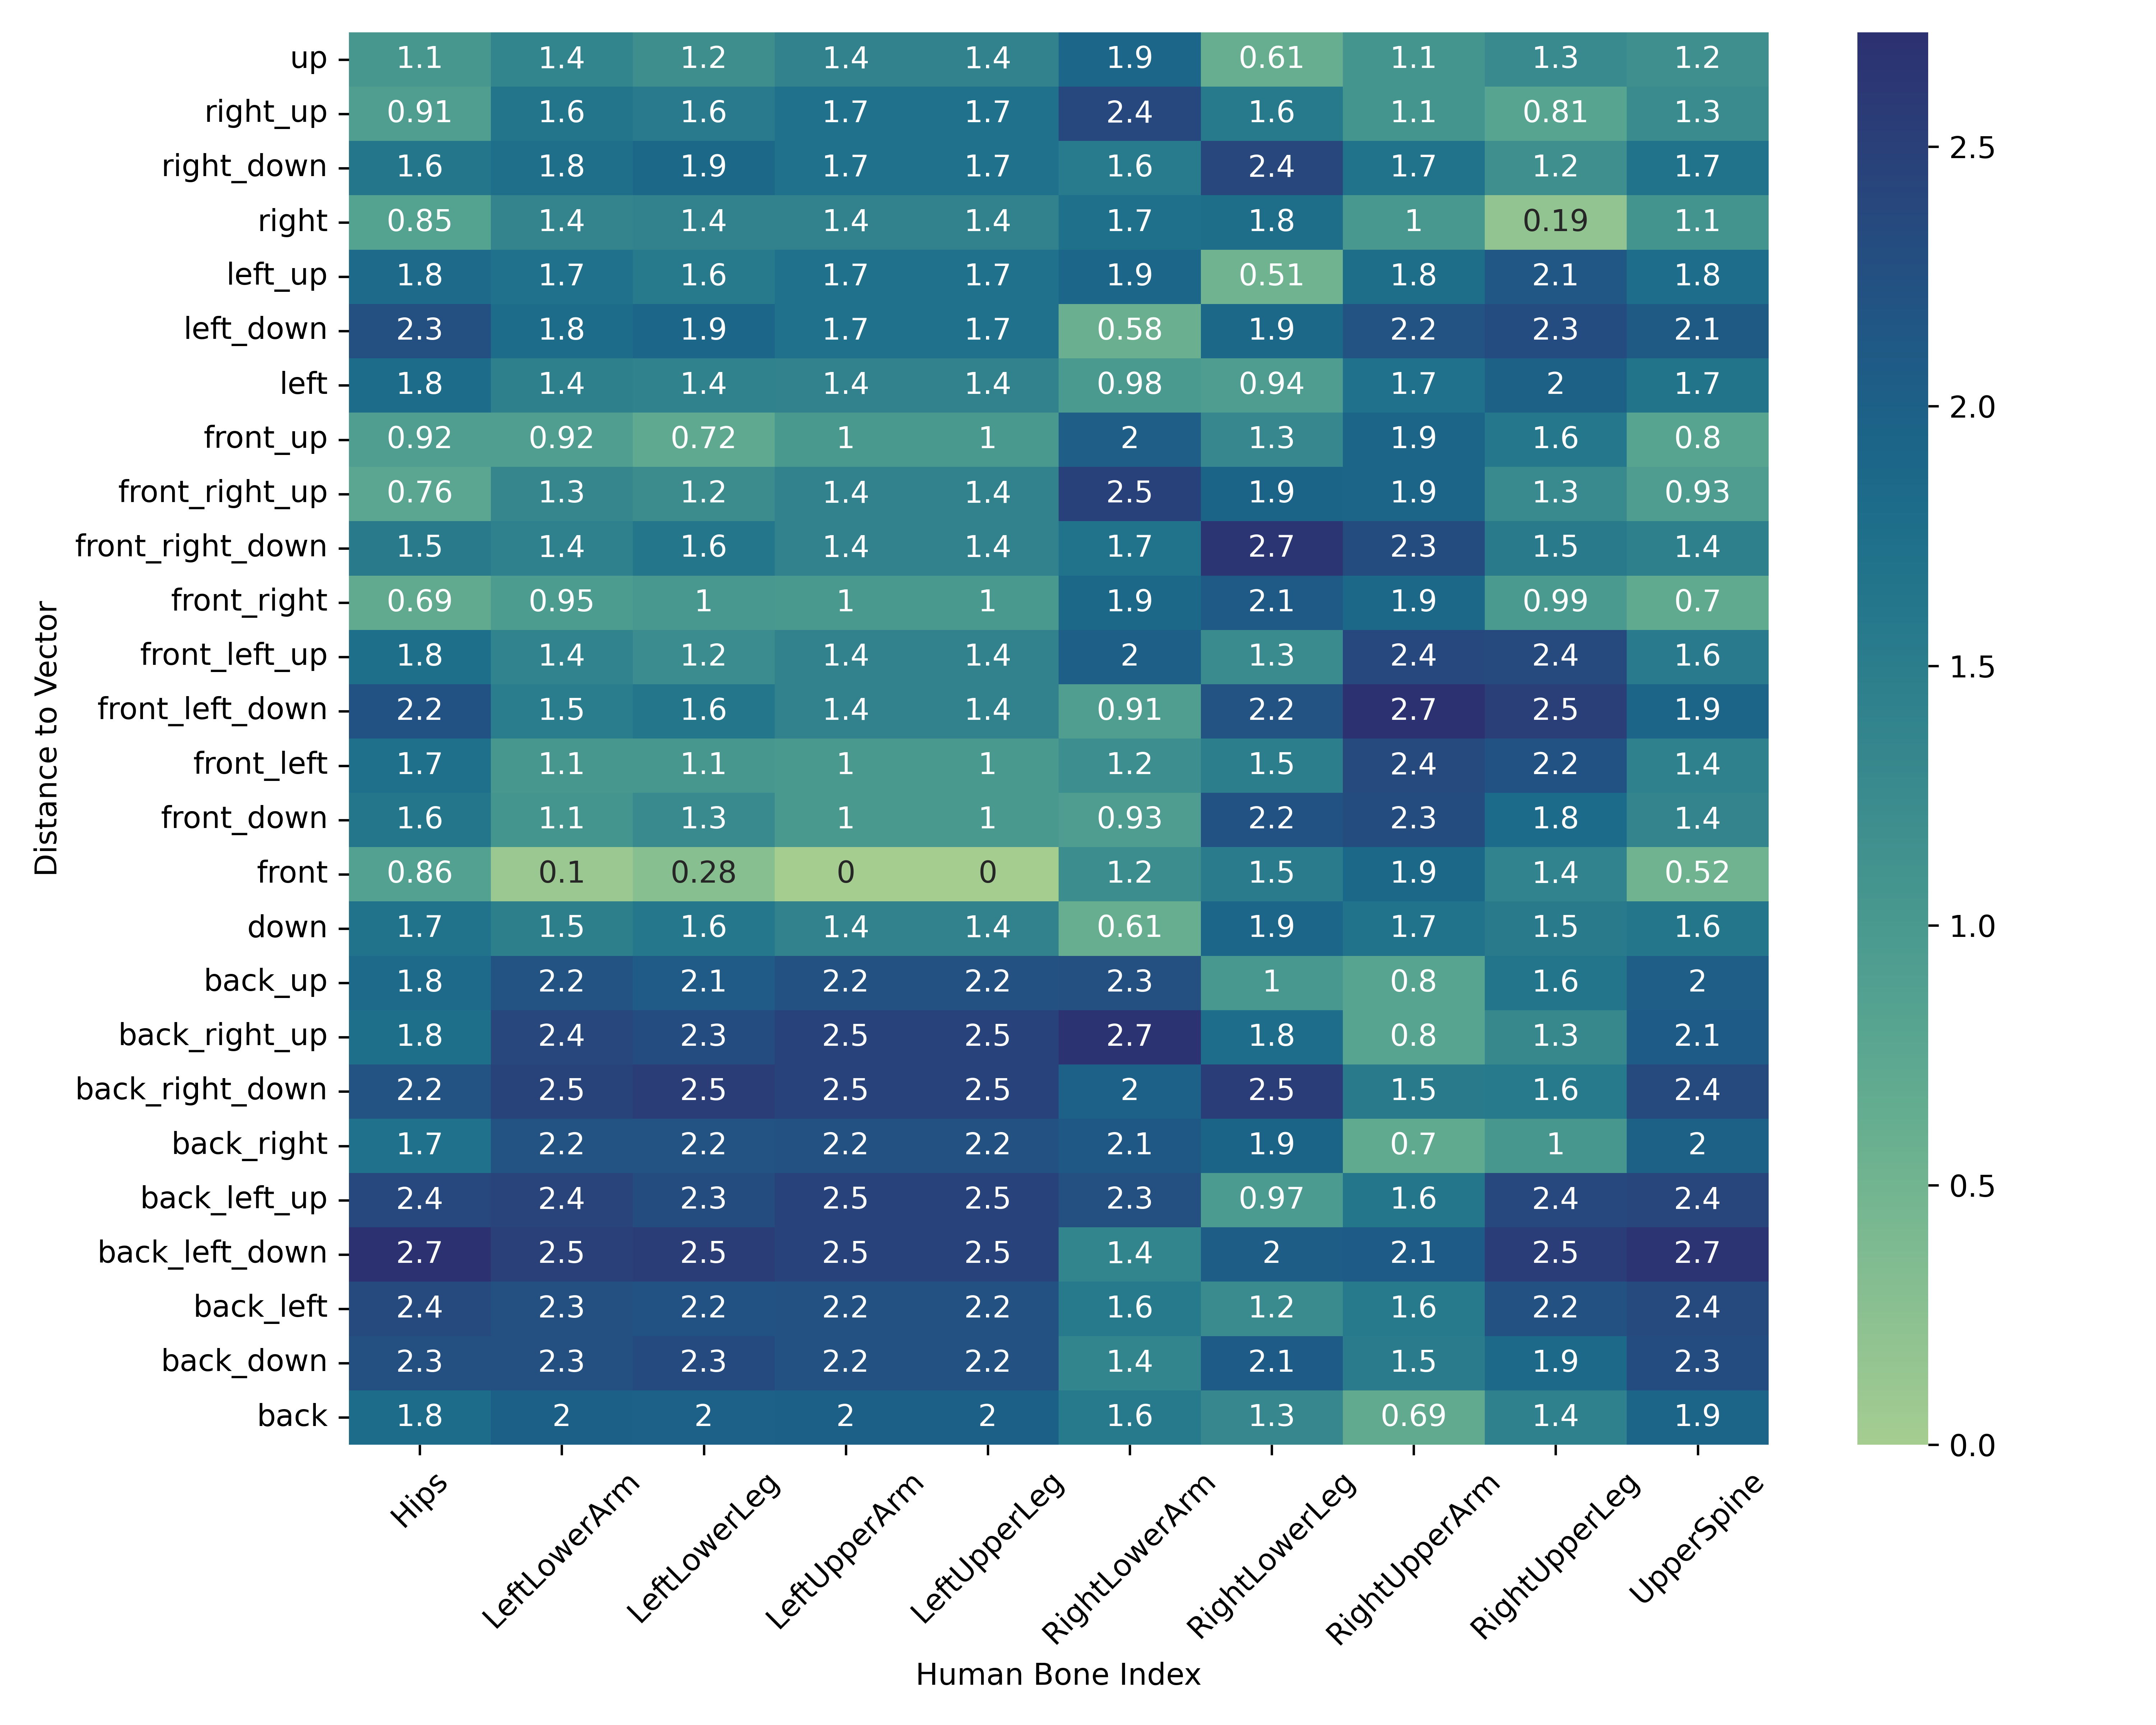 up 1.1 1.4 1.2 1.4 1.4 1.9 0.61 1.1 1.3 1.2
right_up 0.91 1.6 1.6 1.7 1.7 2.4 1.6 1.1 0.81 1.3
right_down 1.6 1.8 1.9 1.7 1.7 1.6 2.4 1.7 1.2 1.7
right 0.85 1.4 1.4 1.4 1.4 1.7 1.8 1 0.19 1.1
left_up 1.8 1.7 1.6 1.7 1.7 1.9 0.51 1.8 2.1 1.8
left_down 2.3 1.8 1.9 1.7 1.7 0.58 1.9 2.2 2.3 2.1
left 1.8 1.4 1.4 1.4 1.4 0.98 0.94 1.7 2 1.7
front_up 0.92 0.92 0.72 1 1 2 1.3 1.9 1.6 0.8
front_right_up 0.76 1.3 1.2 1.4 1.4 2.5 1.9 1.9 1.3 0.93
front_right_down 1.5 1.4 1.6 1.4 1.4 1.7 2.7 2.3 1.5 1.4
front_right 0.69 0.95 1 1 1 1.9 2.1 1.9 0.99 0.7
front_left_up 1.8 1.4 1.2 1.4 1.4 2 1.3 2.4 2.4 1.6
front_left_down 2.2 1.5 1.6 1.4 1.4 0.91 2.2 2.7 2.5 1.9
front_left 1.7 1.1 1.1 1 1 1.2 1.5 2.4 2.2 1.4
front_down 1.6 1.1 1.3 1 1 0.93 2.2 2.3 1.8 1.4
front 0.86 0.1 0.28 0 0 1.2 1.5 1.9 1.4 0.52
down 1.7 1.5 1.6 1.4 1.4 0.61 1.9 1.7 1.5 1.6
back_up 1.8 2.2 2.1 2.2 2.2 2.3 1 0.8 1.6 2
back_right_up 1.8 2.4 2.3 2.5 2.5 2.7 1.8 0.8 1.3 2.1
back_right_down 2.2 2.5 2.5 2.5 2.5 2 2.5 1.5 1.6 2.4
back_right 1.7 2.2 2.2 2.2 2.2 2.1 1.9 0.7 1 2
back_left_up 2.4 2.4 2.3 2.5 2.5 2.3 0.97 1.6 2.4 2.4
back_left_down 2.7 2.5 2.5 2.5 2.5 1.4 2 2.1 2.5 2.7
back_left 2.4 2.3 2.2 2.2 2.2 1.6 1.2 1.6 2.2 2.4
back_down 2.3 2.3 2.3 2.2 2.2 1.4 2.1 1.5 1.9 2.3
back 1.8 2 2 2 2 1.6 1.3 0.69 1.4 1.9
Distance to Vector
Hips LeftLowerArm LeftLowerLeg LeftUpperArm LeftUpperLeg RightLowerArm RightLowerLeg RightUpperArm RightUpperLeg UpperSpine
Human Bone Index
2.5
2.0
1.5
1.0
0.5
0.0